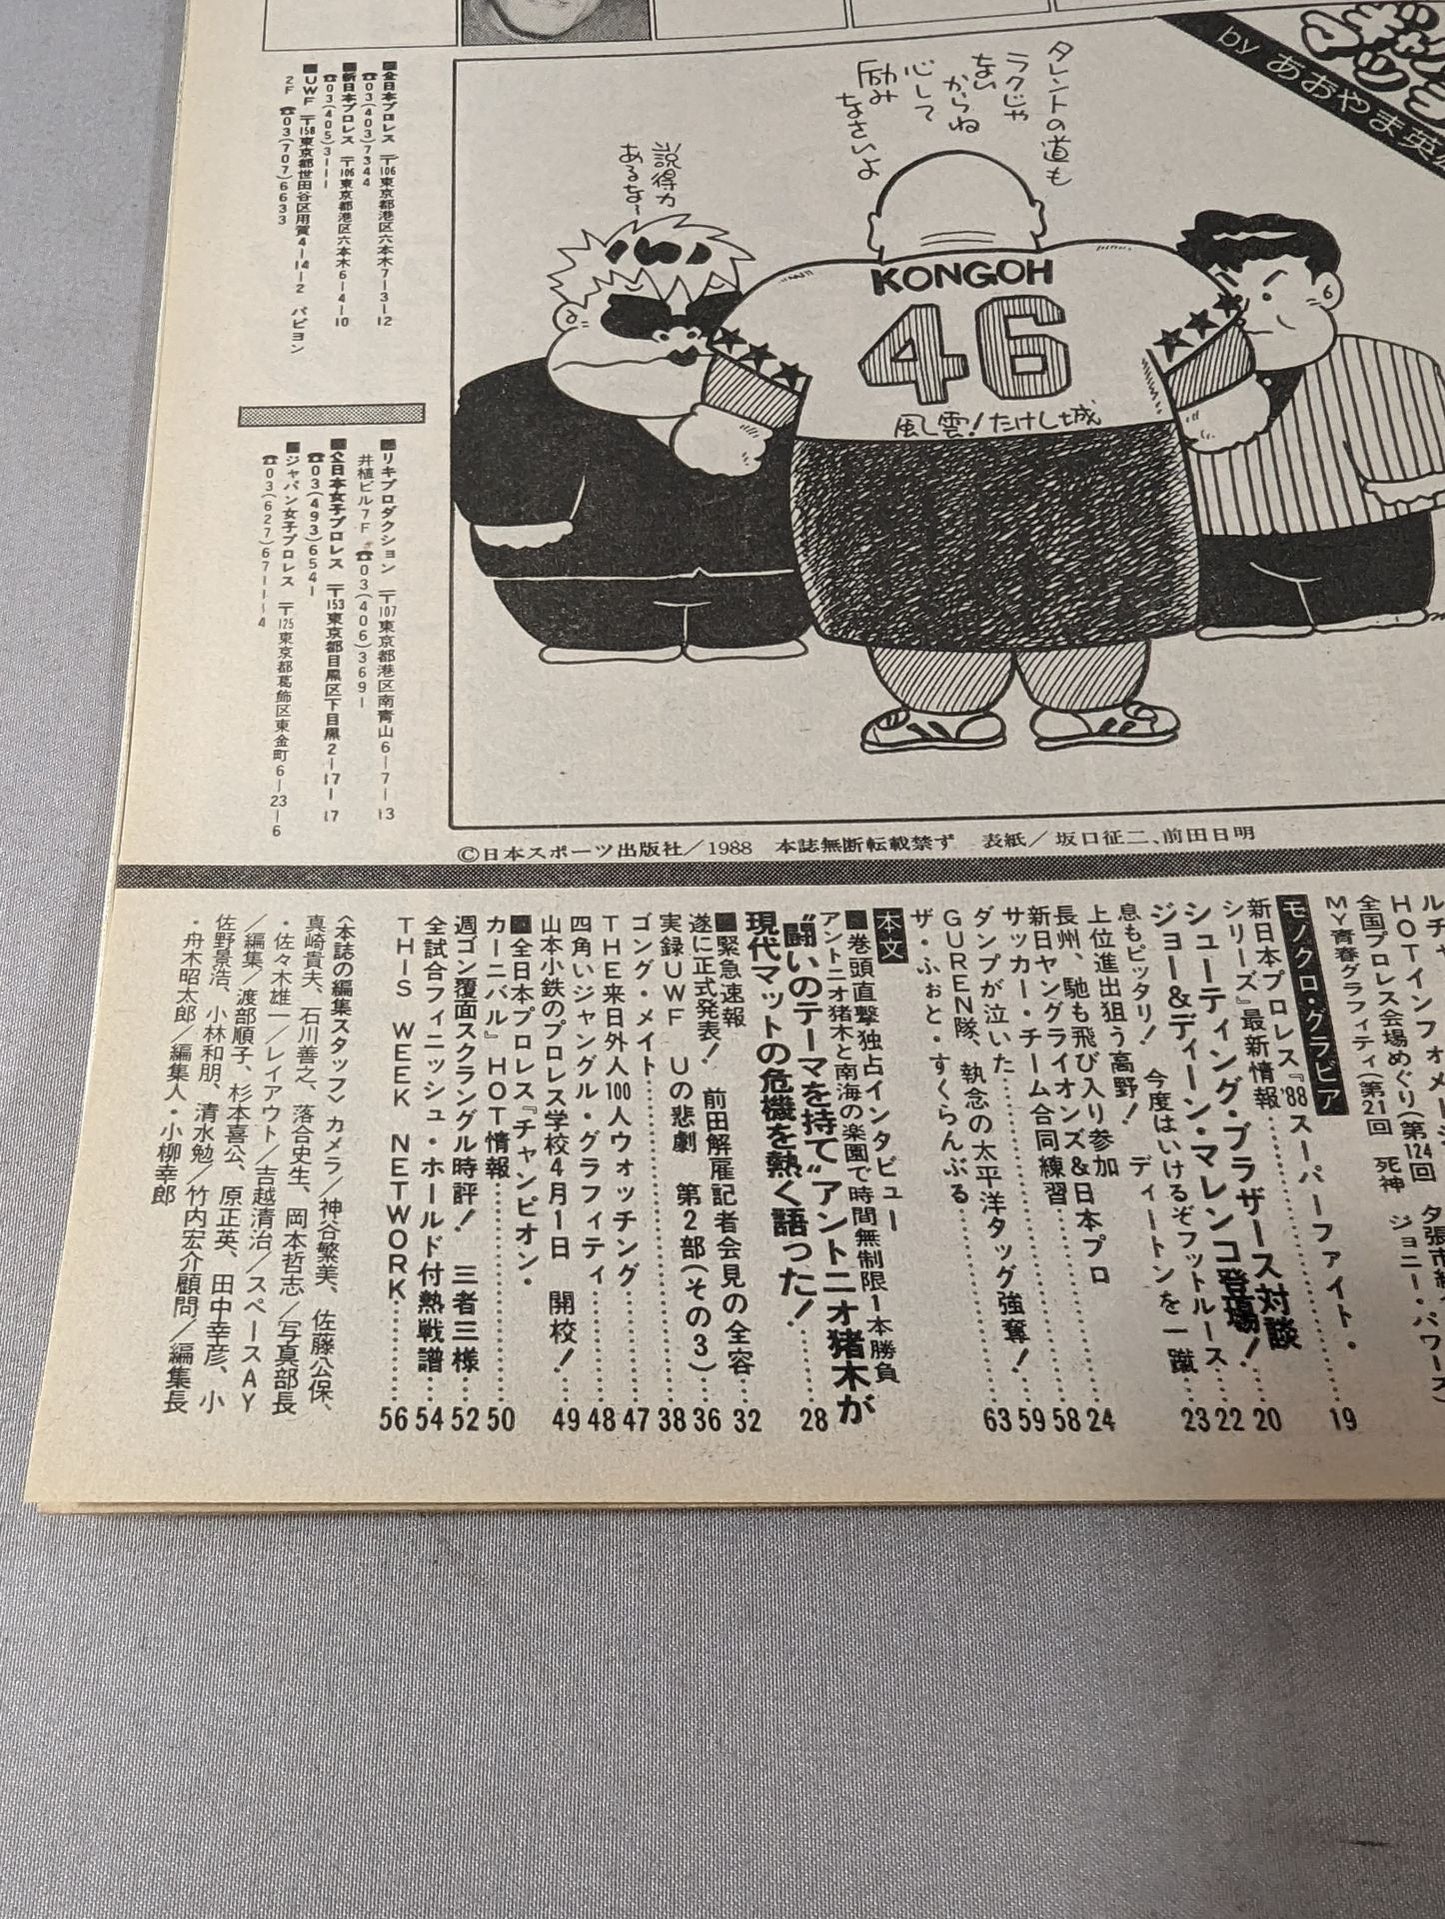 by あおやま英
タレントの道も
ラクじゃ
ない
からね
心して
励み
なさいよ
説得力
あるな〜
KONGOH
46
風雲!たけし城
■全日本プロレス 〒106東京都港区六本木7-3-12
☎03(403)7344
■新日本プロレス 〒106東京都港区六本木6-4-10
☎03(405)3111
■UWF 〒158東京都世田谷区用賀4-14-2 パピヨン
2F ☎03(707)6633
■リキプロダクション 〒107東京都港区南青山6-7-13
井植ビル7F ☎03(406)3691
■全日本女子プロレス 〒153東京都目黒区下目黒2-17-17
☎03(493)6541
■ジャパン女子プロレス 〒125東京都葛飾区東金町6-23-6
☎03(627)6711〜4
©日本スポーツ出版社/1988 本誌無断転載禁ず 表紙/坂口征二、前田日明
全国プロレス会場めぐり(第124回 夕張市
MY青春グラフィティ(第21回 死神 ジョニー・パワーズ)
モノクロ・グラビア
新日本プロレス『'88スーパーファイト・
シリーズ』最新情報 19
シューティング・ブラザース対談 20
ジョー&ディーン・マレンコ登場! 22
息もピッタリ! 今度はいけるぞフットルース 23
上位進出狙う高野! ディートンを一蹴
長州、馳も飛び入り参加 24
新日ヤングライオンズ&日本プロ
サッカー・チーム合同練習 58
ダンプが泣いた 59
GUREN隊、執念の太平洋タッグ強奪! 63
ザ・ふぉと・すくらんぶる
本文
■巻頭直撃独占インタビュー
アントニオ猪木と南海の楽園で時間無制限1本勝負
“闘いのテーマを持て”アントニオ猪木が
現代マットの危機を熱く語った! 28
■緊急速報
遂に正式発表! 前田解雇記者会見の全容 32
実録UWF Uの悲劇 第2部(その3) 36
ゴング・メイト 38
THE来日外人100人ウォッチング 47
四角いジャングル・グラフィティ 48
山本小鉄のプロレス学校4月1日 開校! 49
■全日本プロレス『チャンピオン・
カーニバル』HOT情報 50
週ゴン覆面スクランブル時評! 三者三様 52
全試合フィニッシュ・ホールド付熱戦譜 54
THIS WEEK NETWORK 56
〈本誌の編集スタッフ〉カメラ/神谷繁美、佐藤公保、
真崎貴夫、石川善之、落合史生、岡本哲志/写真部長
・佐々木雄一/レイアウト/吉越清治/スペースAY
/編集/渡部順子、杉本喜公、原正英、田中幸彦、小
佐野景浩、小林和朋、清水勉/竹内宏介顧問/編集長
・舟木昭太郎/編集人・小柳幸郎